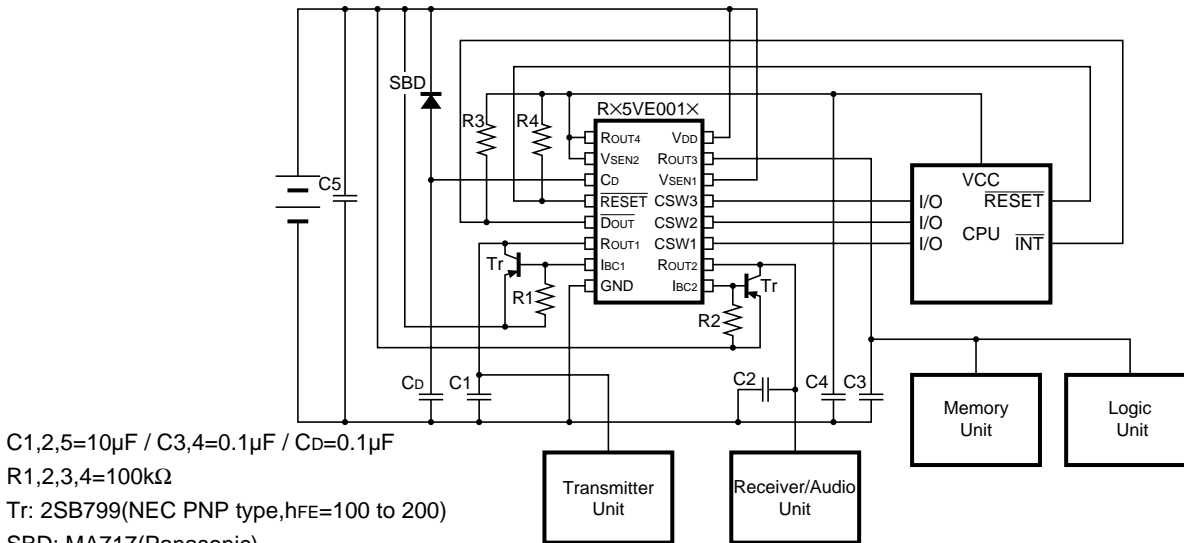 SBD
R3
R4
R×5VE001×
ROUT4
VSEN2
CD
RESET
DOUT
ROUT1
IBC1
GND
VDD
ROUT3
VSEN1
CSW3
CSW2
CSW1
ROUT2
IBC2
VCC
RESET
I/O
I/O
I/O
CPU
INT
C5
Tr
R1
R2
Tr
CD
C1
C2
C4
C3
Memory
Unit
Logic
Unit
Transmitter
Unit
Receiver/Audio
Unit
C1,2,5=10µF / C3,4=0.1µF / CD=0.1µF
R1,2,3,4=100kΩ
Tr: 2SB799(NEC PNP type,hFE=100 to 200)
SBD: MA717(Panasonic)